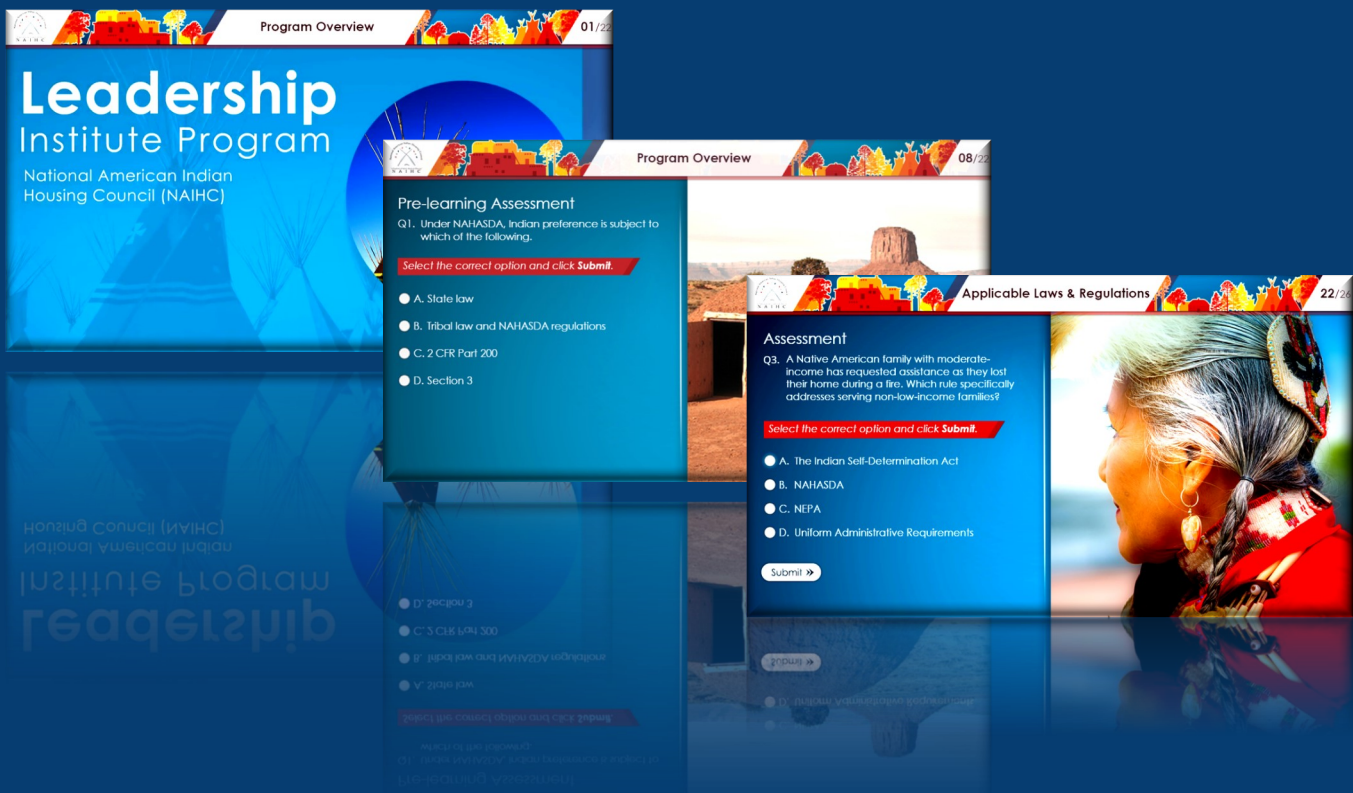 NAIHC
Program Overview
01/22
Leadership
Institute Program
National American Indian
Housing Council (NAIHC)
NAIHC
Program Overview
08/22
Pre-learning Assessment
Q1. Under NAHASDA, Indian preference is subject to
which of the following.
Select the correct option and click Submit.
A. State law
B. Tribal law and NAHASDA regulations
C. 2 CFR Part 200
D. Section 3
NAIHC
Applicable Laws & Regulations
22/26
Assessment
Q3. A Native American family with moderate-
income has requested assistance as they lost
their home during a fire. Which rule specifically
addresses serving non-low-income families?
Select the correct option and click Submit.
A. The Indian Self-Determination Act
B. NAHASDA
C. NEPA
D. Uniform Administrative Requirements
Submit »